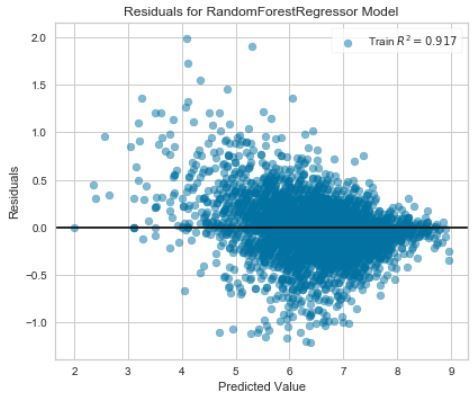 Residuals for RandomForestRegressor Model
Train R² = 0.917
2.0
1.5
1.0
0.5
0.0
−0.5
−1.0
Residuals
2 3 4 5 6 7 8 9
Predicted Value